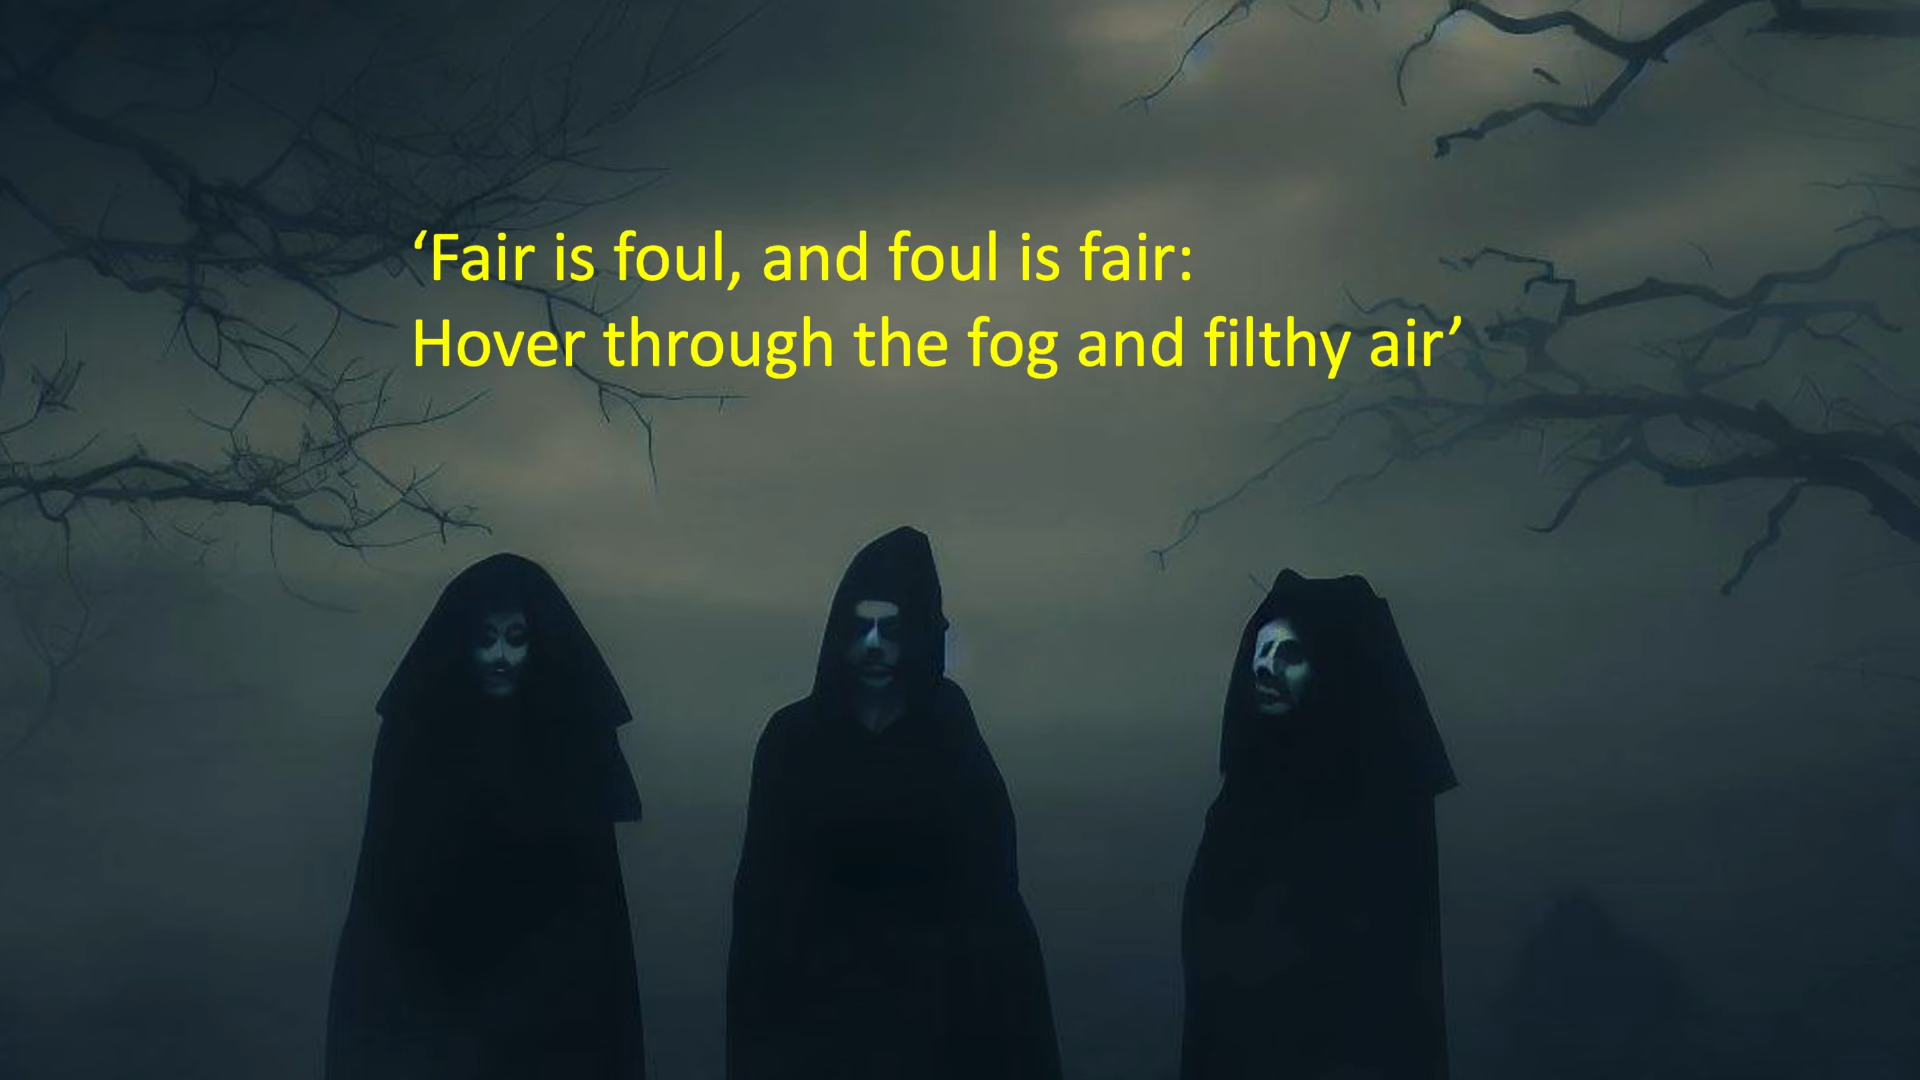 ‘Fair is foul, and foul is fair:
Hover through the fog and filthy air’